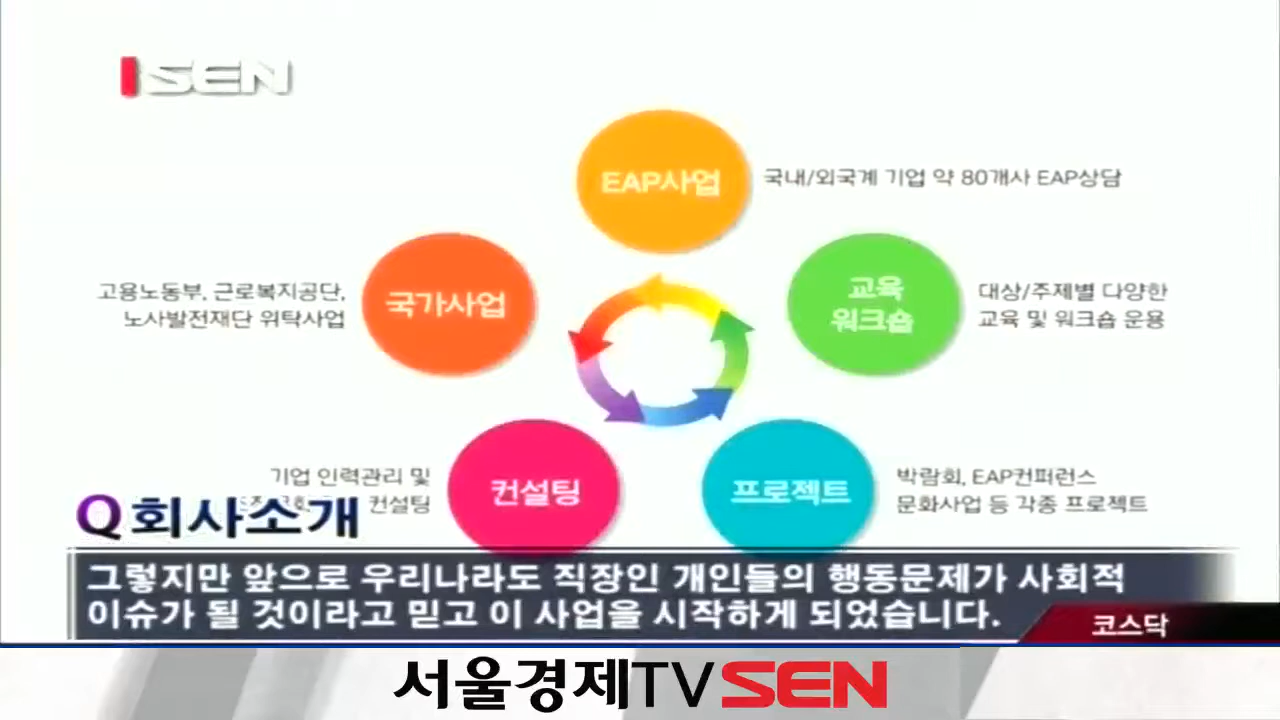 SEN
EAP사업
국내/외국계 기업 약 80개사 EAP상담
고용노동부, 근로복지공단,
노사발전재단 위탁사업
국가사업
교육
워크숍
대상/주제별 다양한
교육 및 워크숍 운용
기업 인력관리 및
컨설팅
컨설팅
프로젝트
박람회, EAP컨퍼런스
문화사업 등 각종 프로젝트
Q 회사소개
그렇지만 앞으로 우리나라도 직장인 개인들의 행동문제가 사회적
이슈가 될 것이라고 믿고 이 사업을 시작하게 되었습니다.
코스닥
서울경제TV SEN